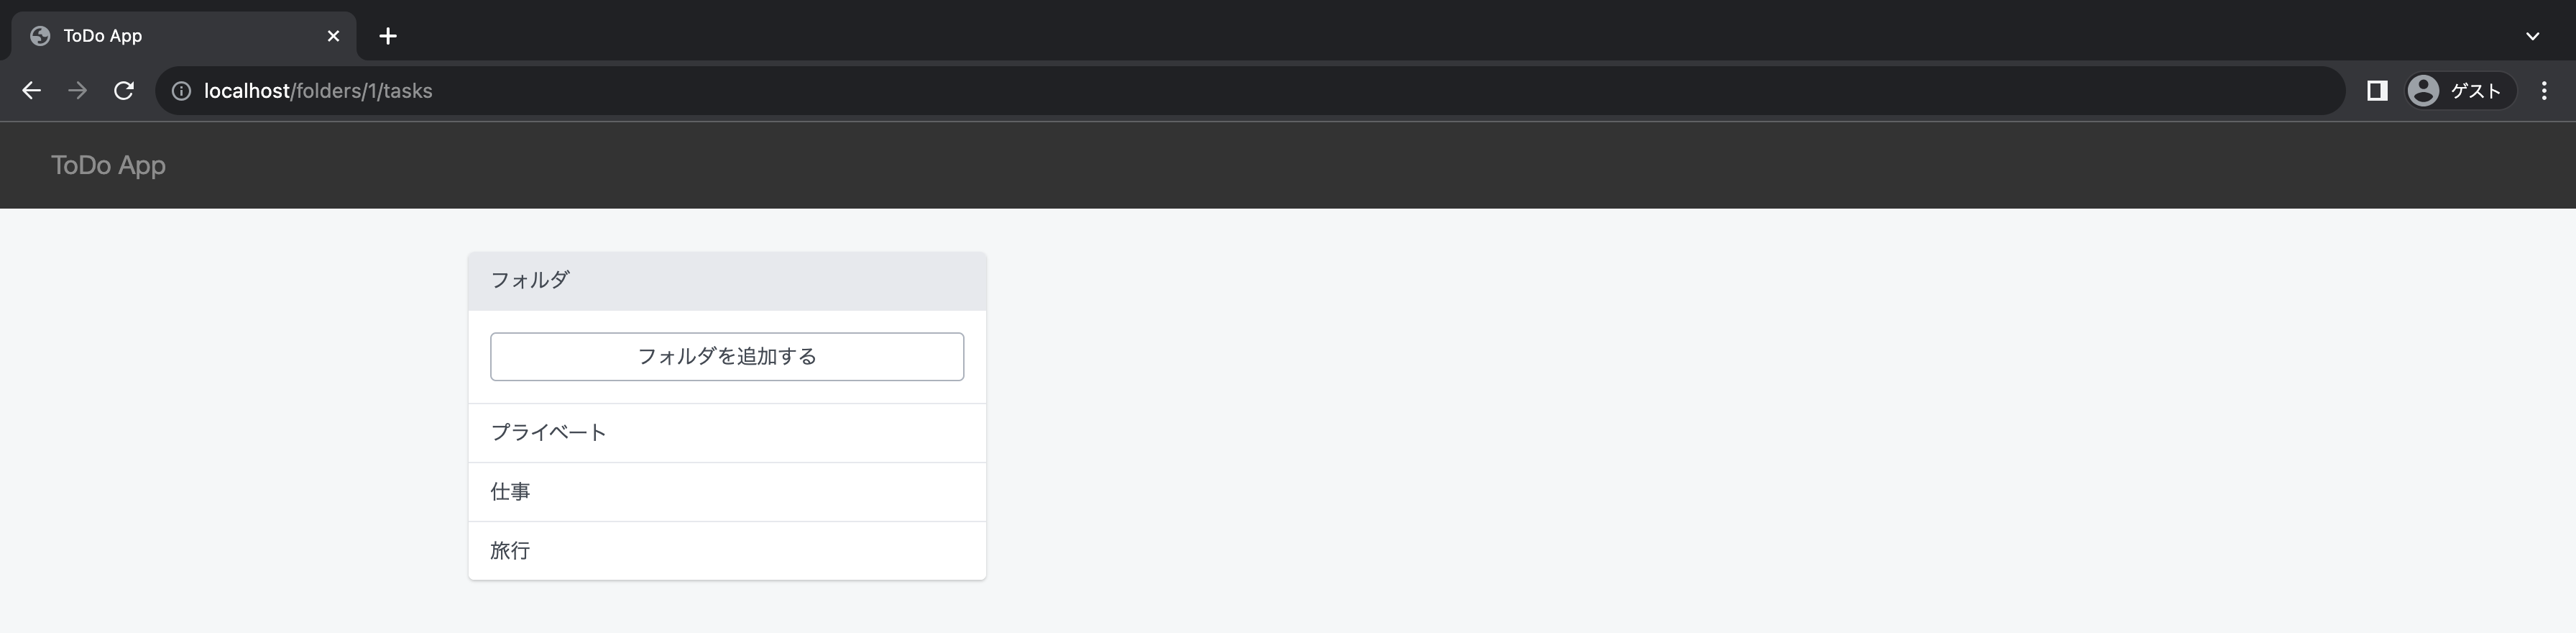 ToDo App
localhost/folders/1/tasks
ゲスト
ToDo App
フォルダ
フォルダを追加する
プライベート
仕事
旅行